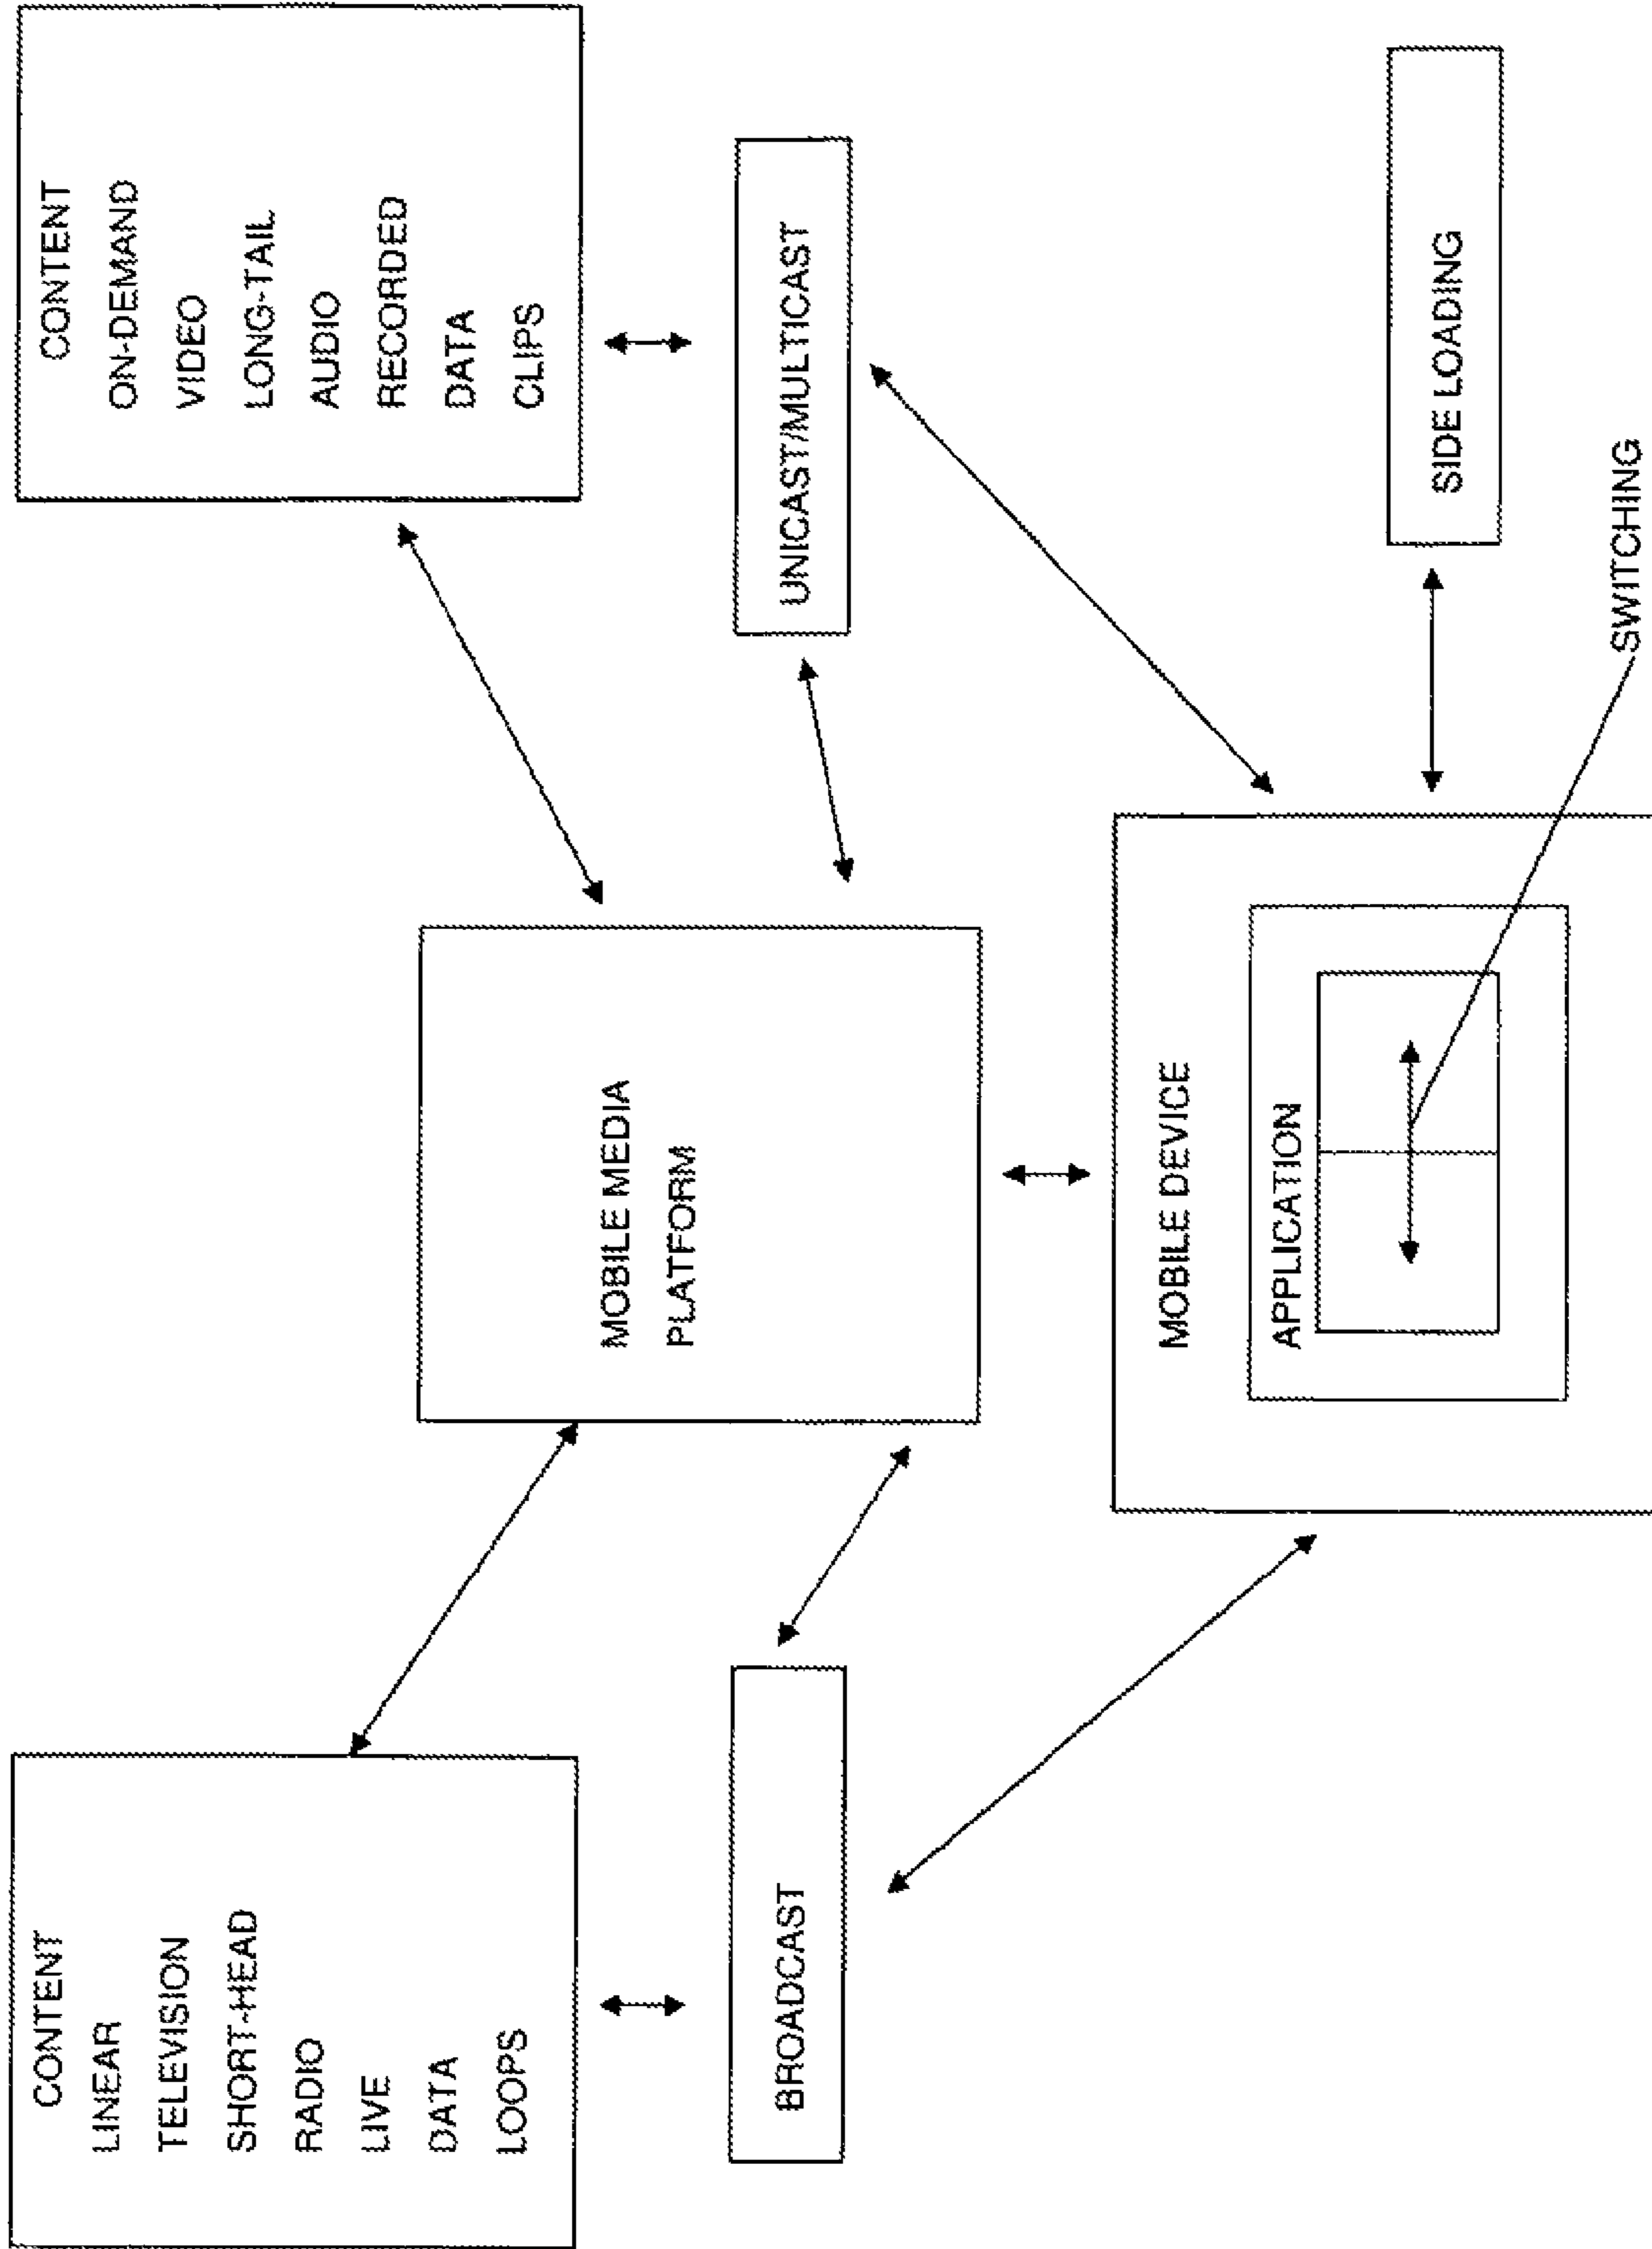 CONTENT
LINEAR
TELEVISION
SHORT-HEAD
RADIO
LIVE
DATA
LOOPS
CONTENT
ON-DEMAND
VIDEO
LONG-TAIL
AUDIO
RECORDED
DATA
CLIPS
MOBILE MEDIA
PLATFORM
BROADCAST
UNICAST/MULTICAST
MOBILE DEVICE
APPLICATION
SIDE LOADING
SWITCHING